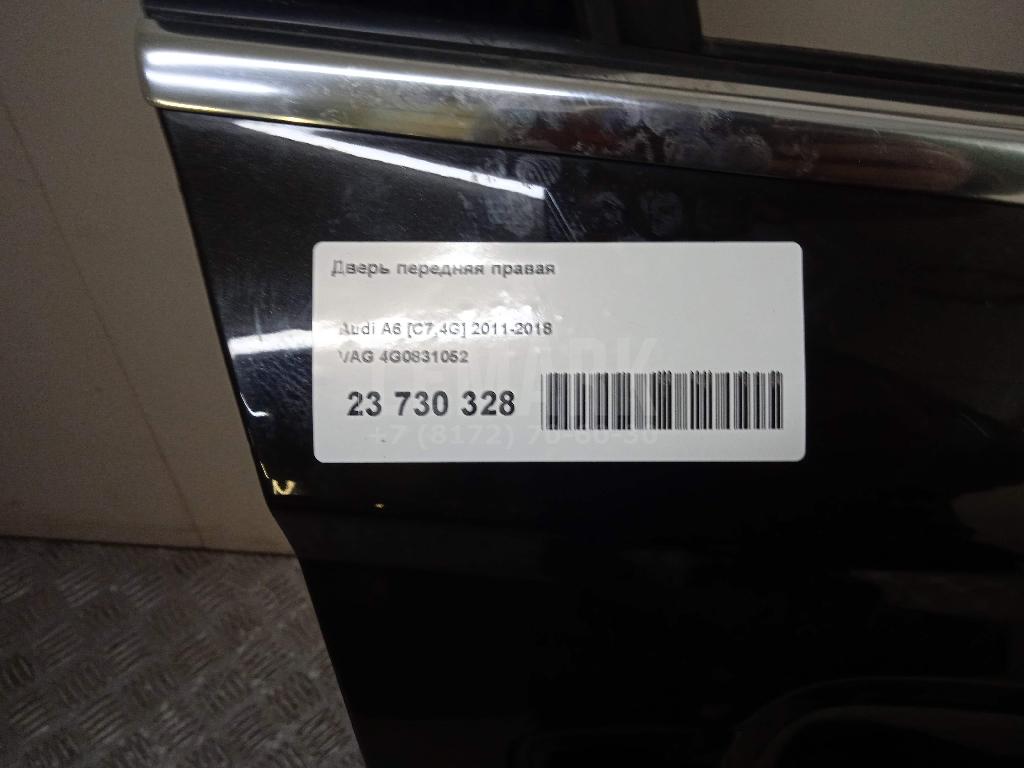 Дверь передняя правая
Audi A6 [C7,4G] 2011-2018
VAG 4G0831052
23 730 328